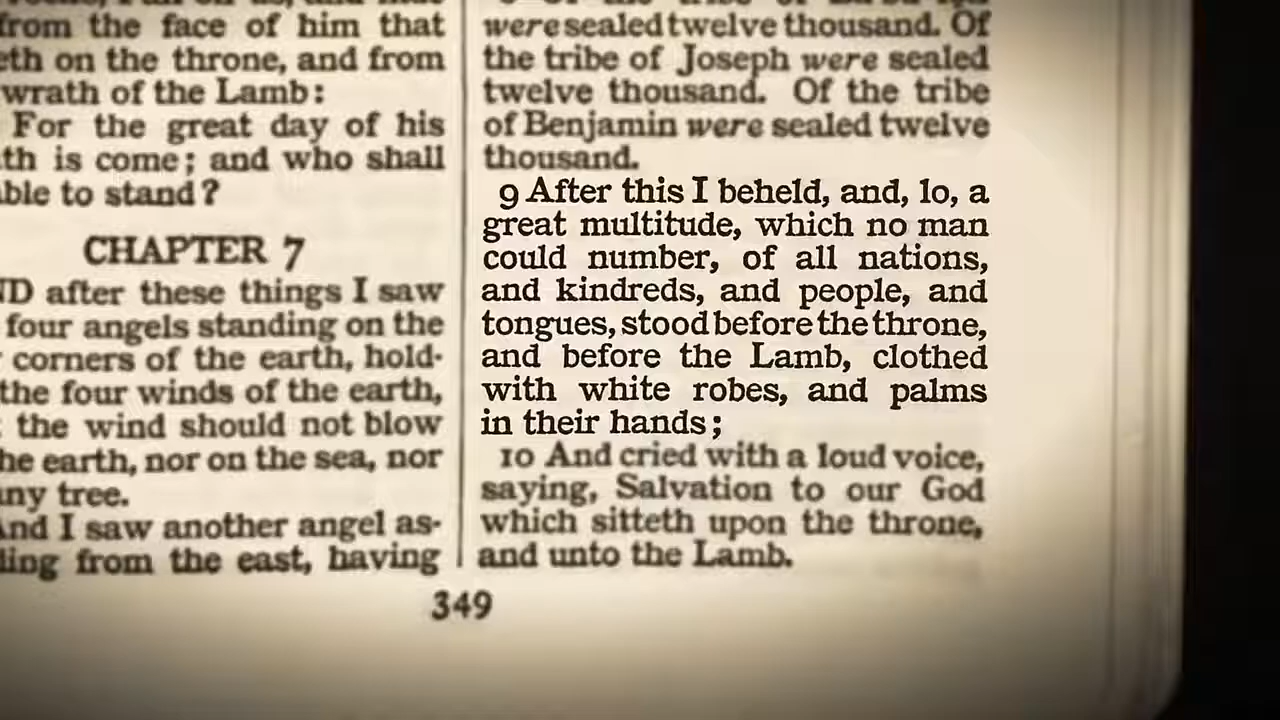 from the face of him that
eth on the throne, and from
wrath of the Lamb:
For the great day of his
th is come; and who shall
ble to stand?
CHAPTER 7
ND after these things I saw
four angels standing on the
corners of the earth, hold-
the four winds of the earth,
the wind should not blow
he earth, nor on the sea, nor
ny tree.
And I saw another angel as-
ding from the east, having
were sealed twelve thousand. Of
the tribe of Joseph were sealed
twelve thousand. Of the tribe
of Benjamin were sealed twelve
thousand.
9 After this I beheld, and, lo, a
great multitude, which no man
could number, of all nations,
and kindreds, and people, and
tongues, stood before the throne,
and before the Lamb, clothed
with white robes, and palms
in their hands;
10 And cried with a loud voice,
saying, Salvation to our God
which sitteth upon the throne,
and unto the Lamb.
349